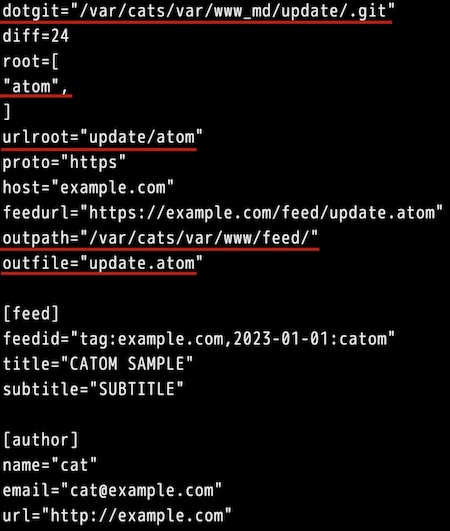 dotgit="/var/cats/var/www_md/update/.git"
diff=24
root=[
"atom",
]
urlroot="update/atom"
proto="https"
host="example.com"
feedurl="https://example.com/feed/update.atom"
outpath="/var/cats/var/www/feed/"
outfile="update.atom"

[feed]
feedid="tag:example.com,2023-01-01:catom"
title="CATOM SAMPLE"
subtitle="SUBTITLE"

[author]
name="cat"
email="cat@example.com"
url="http://example.com"